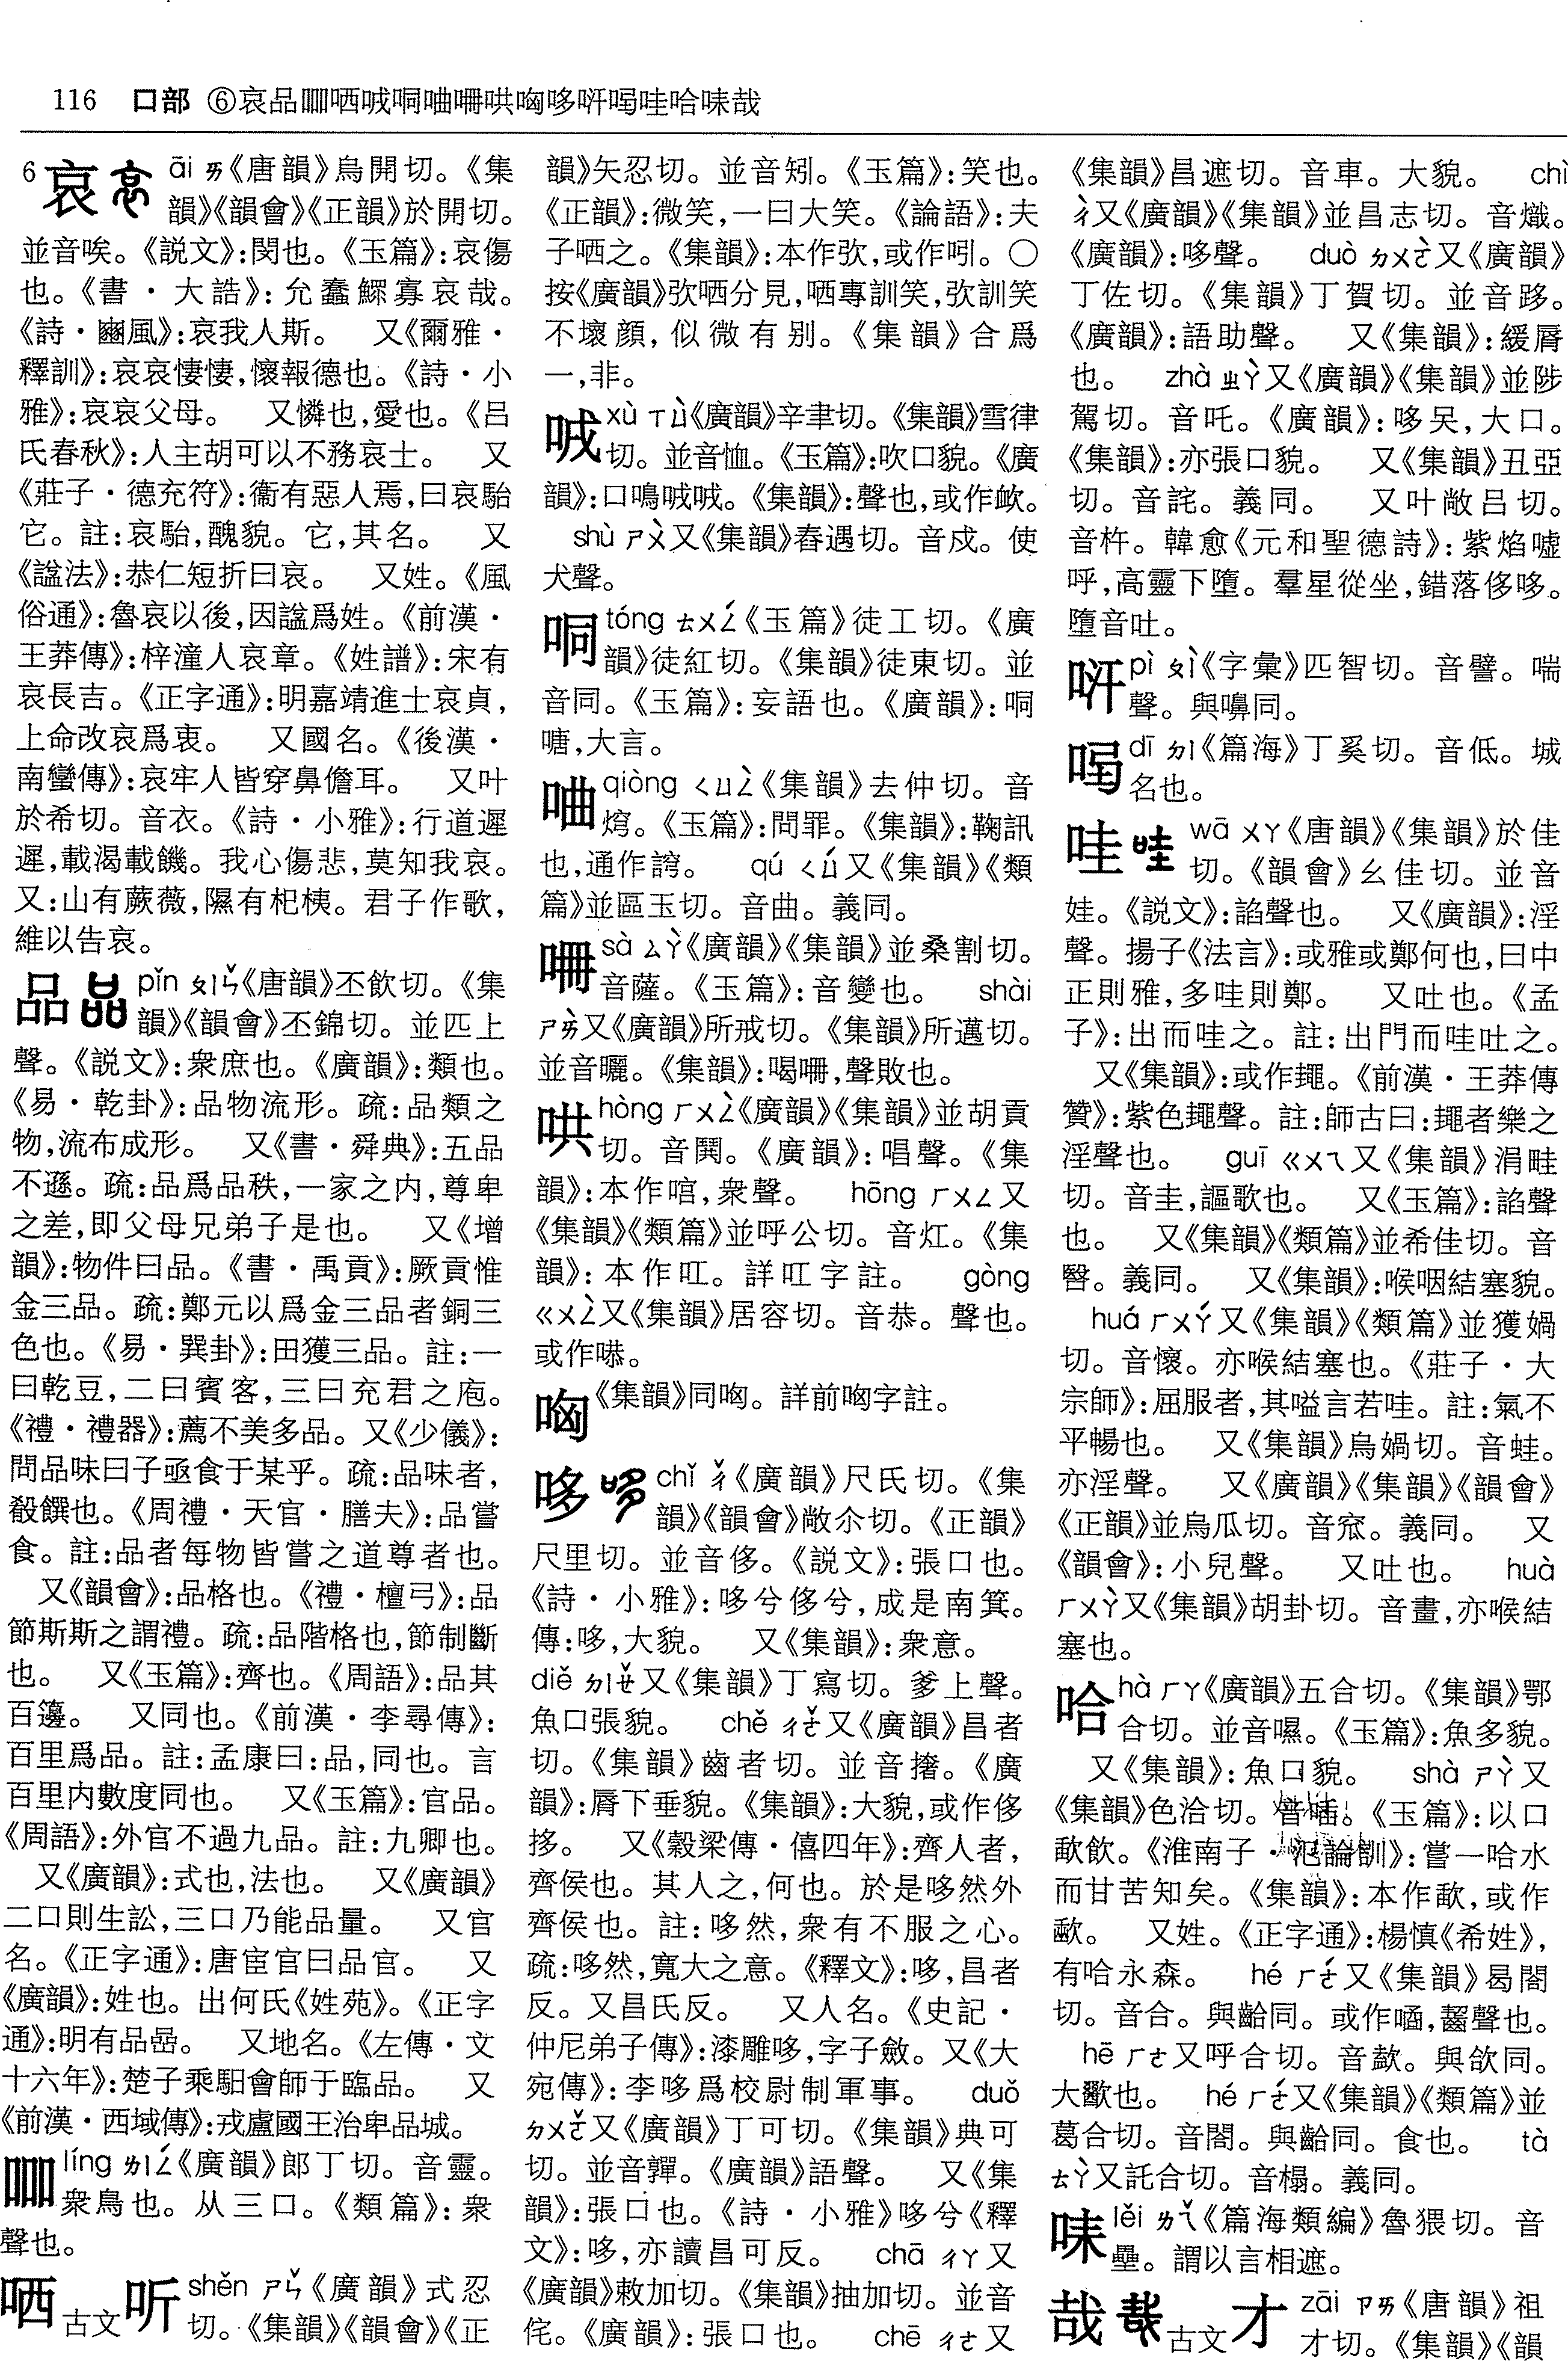 116 口部 ⑥哀品㗊哂㖅哃𠳋𠱡哄哅哆㕫哇哈哉
6 哀 āi ㄞ《唐韻》烏開切。《集
韻》《韻會》《正韻》於開切。
並音唉。《説文》:閔也。《玉篇》:哀傷
也。《書·大誥》:允蠢鰥寡哀哉。
《詩·豳風》:哀我人斯。 又《爾雅·
釋訓》:哀哀悽悽,懷報德也。《詩·小
雅》:哀哀父母。 又憐也,愛也。《吕
氏春秋》:人主胡可以不務哀士。 又
《莊子·德充符》:衞有惡人焉,曰哀駘
它。註:哀駘,醜貌。它,其名。 又
《諡法》:恭仁短折曰哀。 又姓。《風
俗通》:魯哀以後,因諡爲姓。《前漢·
王莽傳》:梓潼人哀章。《姓譜》:宋有
哀長吉。《正字通》:明嘉靖進士哀貞,
上命改哀爲衷。 又國名。《後漢·
南蠻傳》:哀牢人皆穿鼻儋耳。 又叶
於希切。音衣。《詩·小雅》:行道遲
遲,載渴載饑。我心傷悲,莫知我哀。
又:山有蕨薇,隰有杞桋。君子作歌,
維以告哀。
品 pǐn ㄆㄧㄣˇ《唐韻》丕飲切。《集
韻》《韻會》丕錦切。並匹上
聲。《説文》:衆庶也。《廣韻》:類也。
《易·乾卦》:品物流形。疏:品類之
物,流布成形。 又《書·舜典》:五品
不遜。疏:品爲品秩,一家之内,尊卑
之差,即父母兄弟子是也。 又《增
韻》:物件曰品。《書·禹貢》:厥貢惟
金三品。疏:鄭元以爲金三品者銅三
色也。《易·巽卦》:田獲三品。註:一
曰乾豆,二曰賓客,三曰充君之庖。
《禮·禮器》:薦不美多品。又《少儀》:
問品味曰子亟食于某乎。疏:品味者,
殽饌也。《周禮·天官·膳夫》:品嘗
食。註:品者每物皆嘗之道尊者也。
又《韻會》:品格也。《禮·檀弓》:品
節斯斯之謂禮。疏:品階格也,節制斷
也。 又《玉篇》:齊也。《周語》:品其
百籩。 又同也。《前漢·李尋傳》:
百里爲品。註:孟康曰:品,同也。言
百里内數度同也。 又《玉篇》:官品。
《周語》:外官不過九品。註:九卿也。
又《廣韻》:式也,法也。 又《廣韻》
二口則生訟,三口乃能品量。 又官
名。《正字通》:唐宦官曰品官。 又
《廣韻》:姓也。出何氏《姓苑》。《正字
通》:明有品嵒。 又地名。《左傳·文
十六年》:楚子乘馹會師于臨品。 又
《前漢·西域傳》:戎盧國王治卑品城。
líng ㄌㄧㄥˊ《廣韻》郎丁切。音靈。
衆鳥也。从三口。《類篇》:衆
聲也。
哂 古文 听 shěn ㄕㄣˇ《廣韻》式忍
切。《集韻》《韻會》《正
韻》矢忍切。並音矧。《玉篇》:笑也。
《正韻》:微笑,一曰大笑。《論語》:夫
子哂之。《集韻》:本作弞,或作吲。〇
按《廣韻》弞哂分見,哂專訓笑,弞訓笑
不壞顔,似微有别。《集韻》合爲
一,非。
xù ㄒㄩˋ《廣韻》辛聿切。《集韻》雪律
切。並音恤。《玉篇》:吹口貌。《廣
韻》:口鳴㖅㖅。《集韻》:聲也,或作㰲。
shù ㄕㄨˋ又《集韻》舂遇切。音戍。使
犬聲。
哃 tóng ㄊㄨㄥˊ《玉篇》徒工切。《廣
韻》徒紅切。《集韻》徒東切。並
音同。《玉篇》:妄語也。《廣韻》:哃
嘡,大言。
qiòng ㄑㄩㄥˋ《集韻》去仲切。音
焪。《玉篇》:問罪。《集韻》:鞠訊
也,通作誇。 qú ㄑㄩˊ又《集韻》《類
篇》並區玉切。音曲。義同。
sà ㄙㄚˋ《廣韻》《集韻》並桑割切。
音薩。《玉篇》:音變也。 shài
ㄕㄞˋ又《廣韻》所戒切。《集韻》所邁切。
並音曬。《集韻》:喝𠱡,聲敗也。
哄 hòng ㄏㄨㄥˋ《廣韻》《集韻》並胡貢
切。音鬨。《廣韻》:唱聲。《集
韻》:本作㖓,衆聲。 hōng ㄏㄨㄥ又
《集韻》《類篇》並呼公切。音灴。《集
韻》:本作叿。詳叿字註。 gòng
ㄍㄨㄥˋ又《集韻》居容切。音恭。聲也。
或作㗬。
《集韻》同哅。詳前哅字註。
哆 chǐ ㄔˇ《廣韻》尺氏切。《集
韻》《韻會》敞尒切。《正韻》
尺里切。並音侈。《説文》:張口也。
《詩·小雅》:哆兮侈兮,成是南箕。
傳:哆,大貌。 又《集韻》:衆意。
diě ㄉㄧㄝˇ又《集韻》丁寫切。爹上聲。
魚口張貌。 chě ㄔㄜˇ又《廣韻》昌者
切。《集韻》齒者切。並音撦。《廣
韻》:脣下垂貌。《集韻》:大貌,或作侈
拸。 又《穀梁傳·僖四年》:齊人者,
齊侯也。其人之,何也。於是哆然外
齊侯也。註:哆然,衆有不服之心。
疏:哆然,寬大之意。《釋文》:哆,昌者
反。又昌氏反。 又人名。《史記·
仲尼弟子傳》:漆雕哆,字子斂。又《大
宛傳》:李哆爲校尉制軍事。 duǒ
ㄉㄨㄛˇ又《廣韻》丁可切。《集韻》典可
切。並音嚲。《廣韻》語聲。 又《集
韻》:張口也。《詩·小雅》哆兮《釋
文》:哆,亦讀昌可反。 chā ㄔㄚ又
《廣韻》敕加切。《集韻》抽加切。並音
侘。《廣韻》:張口也。 chē ㄔㄜ又
《集韻》昌遮切。音車。大貌。 chì
ㄔˋ又《廣韻》《集韻》並昌志切。音熾。
《廣韻》:哆聲。 duò ㄉㄨㄛˋ又《廣韻》
丁佐切。《集韻》丁賀切。並音跢。
《廣韻》:語助聲。 又《集韻》:緩脣
也。 zhà ㄓㄚˋ又《廣韻》《集韻》並陟
駕切。音吒。《廣韻》:哆㕦,大口。
《集韻》:亦張口貌。 又《集韻》丑亞
切。音詫。義同。 又叶敞吕切。
音杵。韓愈《元和聖德詩》:紫焰噓
呼,高靈下墮。羣星從坐,錯落侈哆。
墮音吐。
pì ㄆㄧˋ《字彙》匹智切。音譬。喘
聲。與嚊同。
dī ㄉㄧ《篇海》丁奚切。音低。城
名也。
哇 wā ㄨㄚ《唐韻》《集韻》於佳
切。《韻會》幺佳切。並音
娃。《説文》:諂聲也。 又《廣韻》:淫
聲。揚子《法言》:或雅或鄭何也,曰中
正則雅,多哇則鄭。 又吐也。《孟
子》:出而哇之。註:出門而哇吐之。
又《集韻》:或作䵷。《前漢·王莽傳
贊》:紫色䵷聲。註:師古曰:䵷者樂之
淫聲也。 guī ㄍㄨㄟ又《集韻》涓畦
切。音圭,謳歌也。 又《玉篇》:諂聲
也。 又《集韻》《類篇》並希佳切。音
醫。義同。 又《集韻》:喉咽結塞貌。
huá ㄏㄨㄚˊ又《集韻》《類篇》並獲媧
切。音懷。亦喉結塞也。《莊子·大
宗師》:屈服者,其嗌言若哇。註:氣不
平暢也。 又《集韻》烏媧切。音蛙。
亦淫聲。 又《廣韻》《集韻》《韻會》
《正韻》並烏瓜切。音窊。義同。 又
《韻會》:小兒聲。 又吐也。 huà
ㄏㄨㄚˋ又《集韻》胡卦切。音畫,亦喉結
塞也。
哈 hà ㄏㄚ《廣韻》五合切。《集韻》鄂
合切。並音㬤。《玉篇》:魚多貌。
又《集韻》:魚口貌。 shà ㄕㄚˋ又
《集韻》色洽切。《玉篇》:以口
歃飲。《淮南子·氾論訓》:嘗一哈水
而甘苦知矣。《集韻》:本作歃,或作
㰱。 又姓。《正字通》:楊慎《希姓》,
有哈永森。 hé ㄏㄜˊ又《集韻》曷閤
切。音合。與齡同。或作㗉,齧聲也。
hē ㄏㄜ又呼合切。音歑。與欱同。
大歠也。 hé ㄏㄜˊ又《集韻》《類篇》並
葛合切。音閤。與䶎同。食也。 tà
ㄊㄚˋ又託合切。音榻。義同。
lěi ㄌㄟˇ《篇海類編》魯猥切。音
壘。謂以言相遮。
哉 古文 才 zāi ㄗㄞ《唐韻》祖
才切。《集韻》《韻